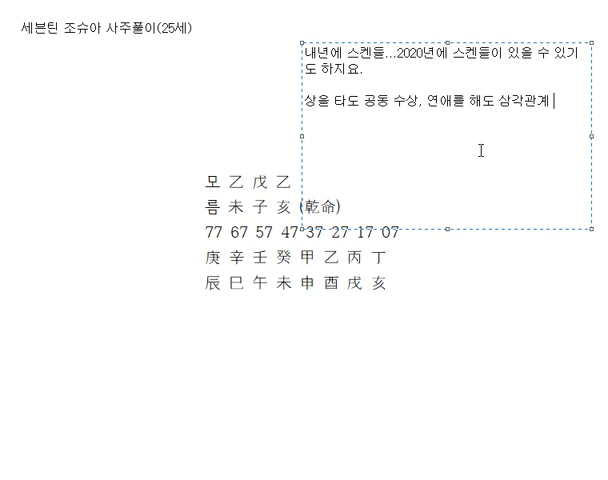 세븐틴 조슈아 사주풀이(25세)
내년에 스켄들...2020년에 스켄들이 있을 수 있기
도 하지요.
상을 타도 공동 수상, 연애를 해도 삼각관계
모 乙 戊 乙
름 未 子 亥 (乾命)
77 67 57 47 37 27 17 07
庚 辛 壬 癸 甲 乙 丙 丁
辰 巳 午 未 申 酉 戌 亥